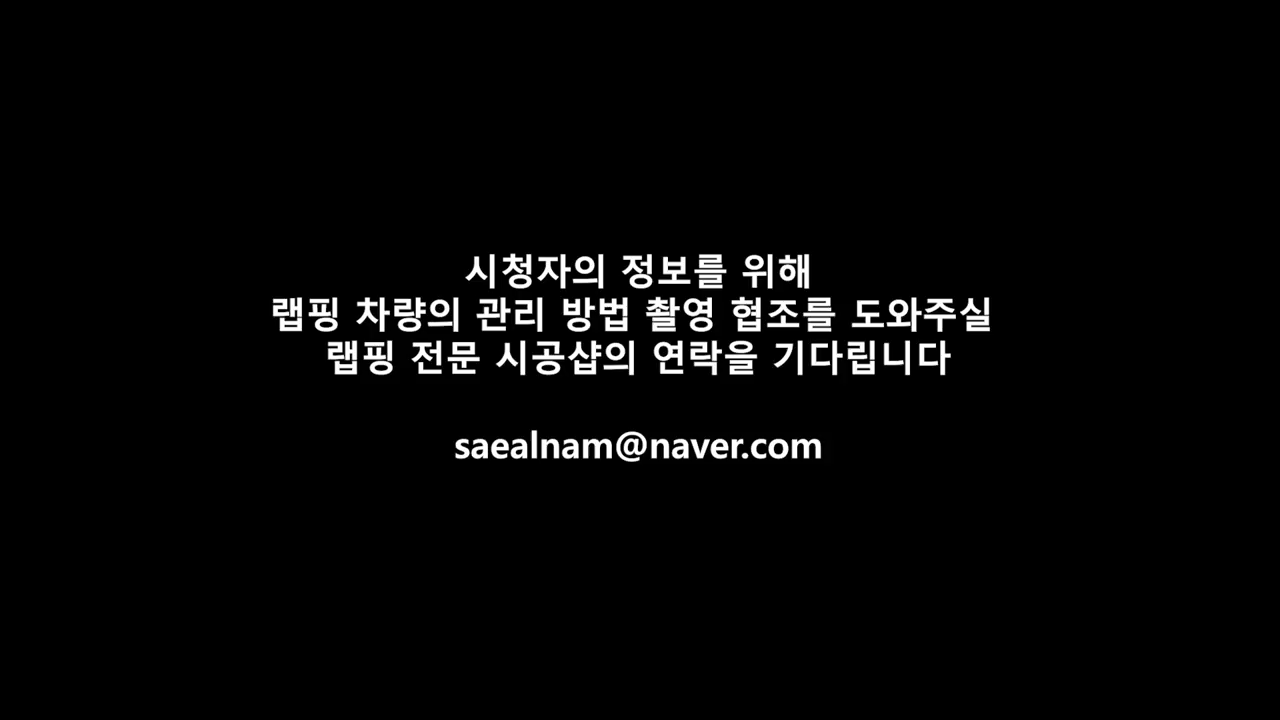 시청자의 정보를 위해
랩핑 차량의 관리 방법 촬영 협조를 도와주실
랩핑 전문 시공샵의 연락을 기다립니다
saealnam@naver.com